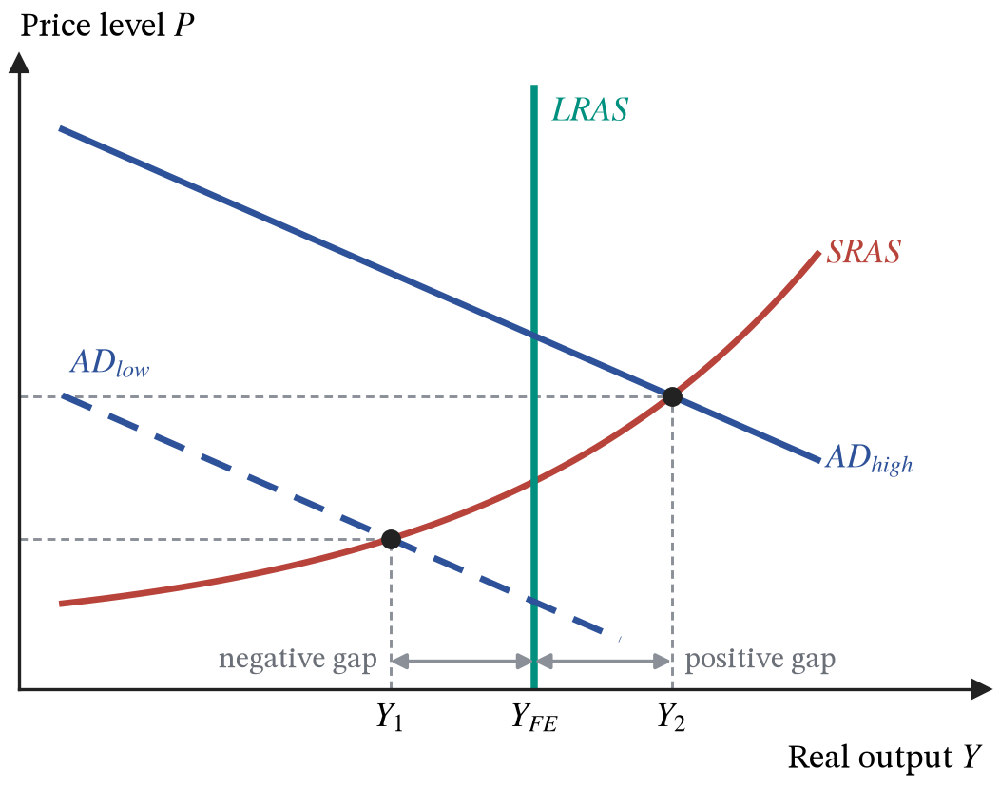 Price level P
LRAS
SRAS
AD_low
AD_high
negative gap
positive gap
Y_1
Y_FE
Y_2
Real output Y